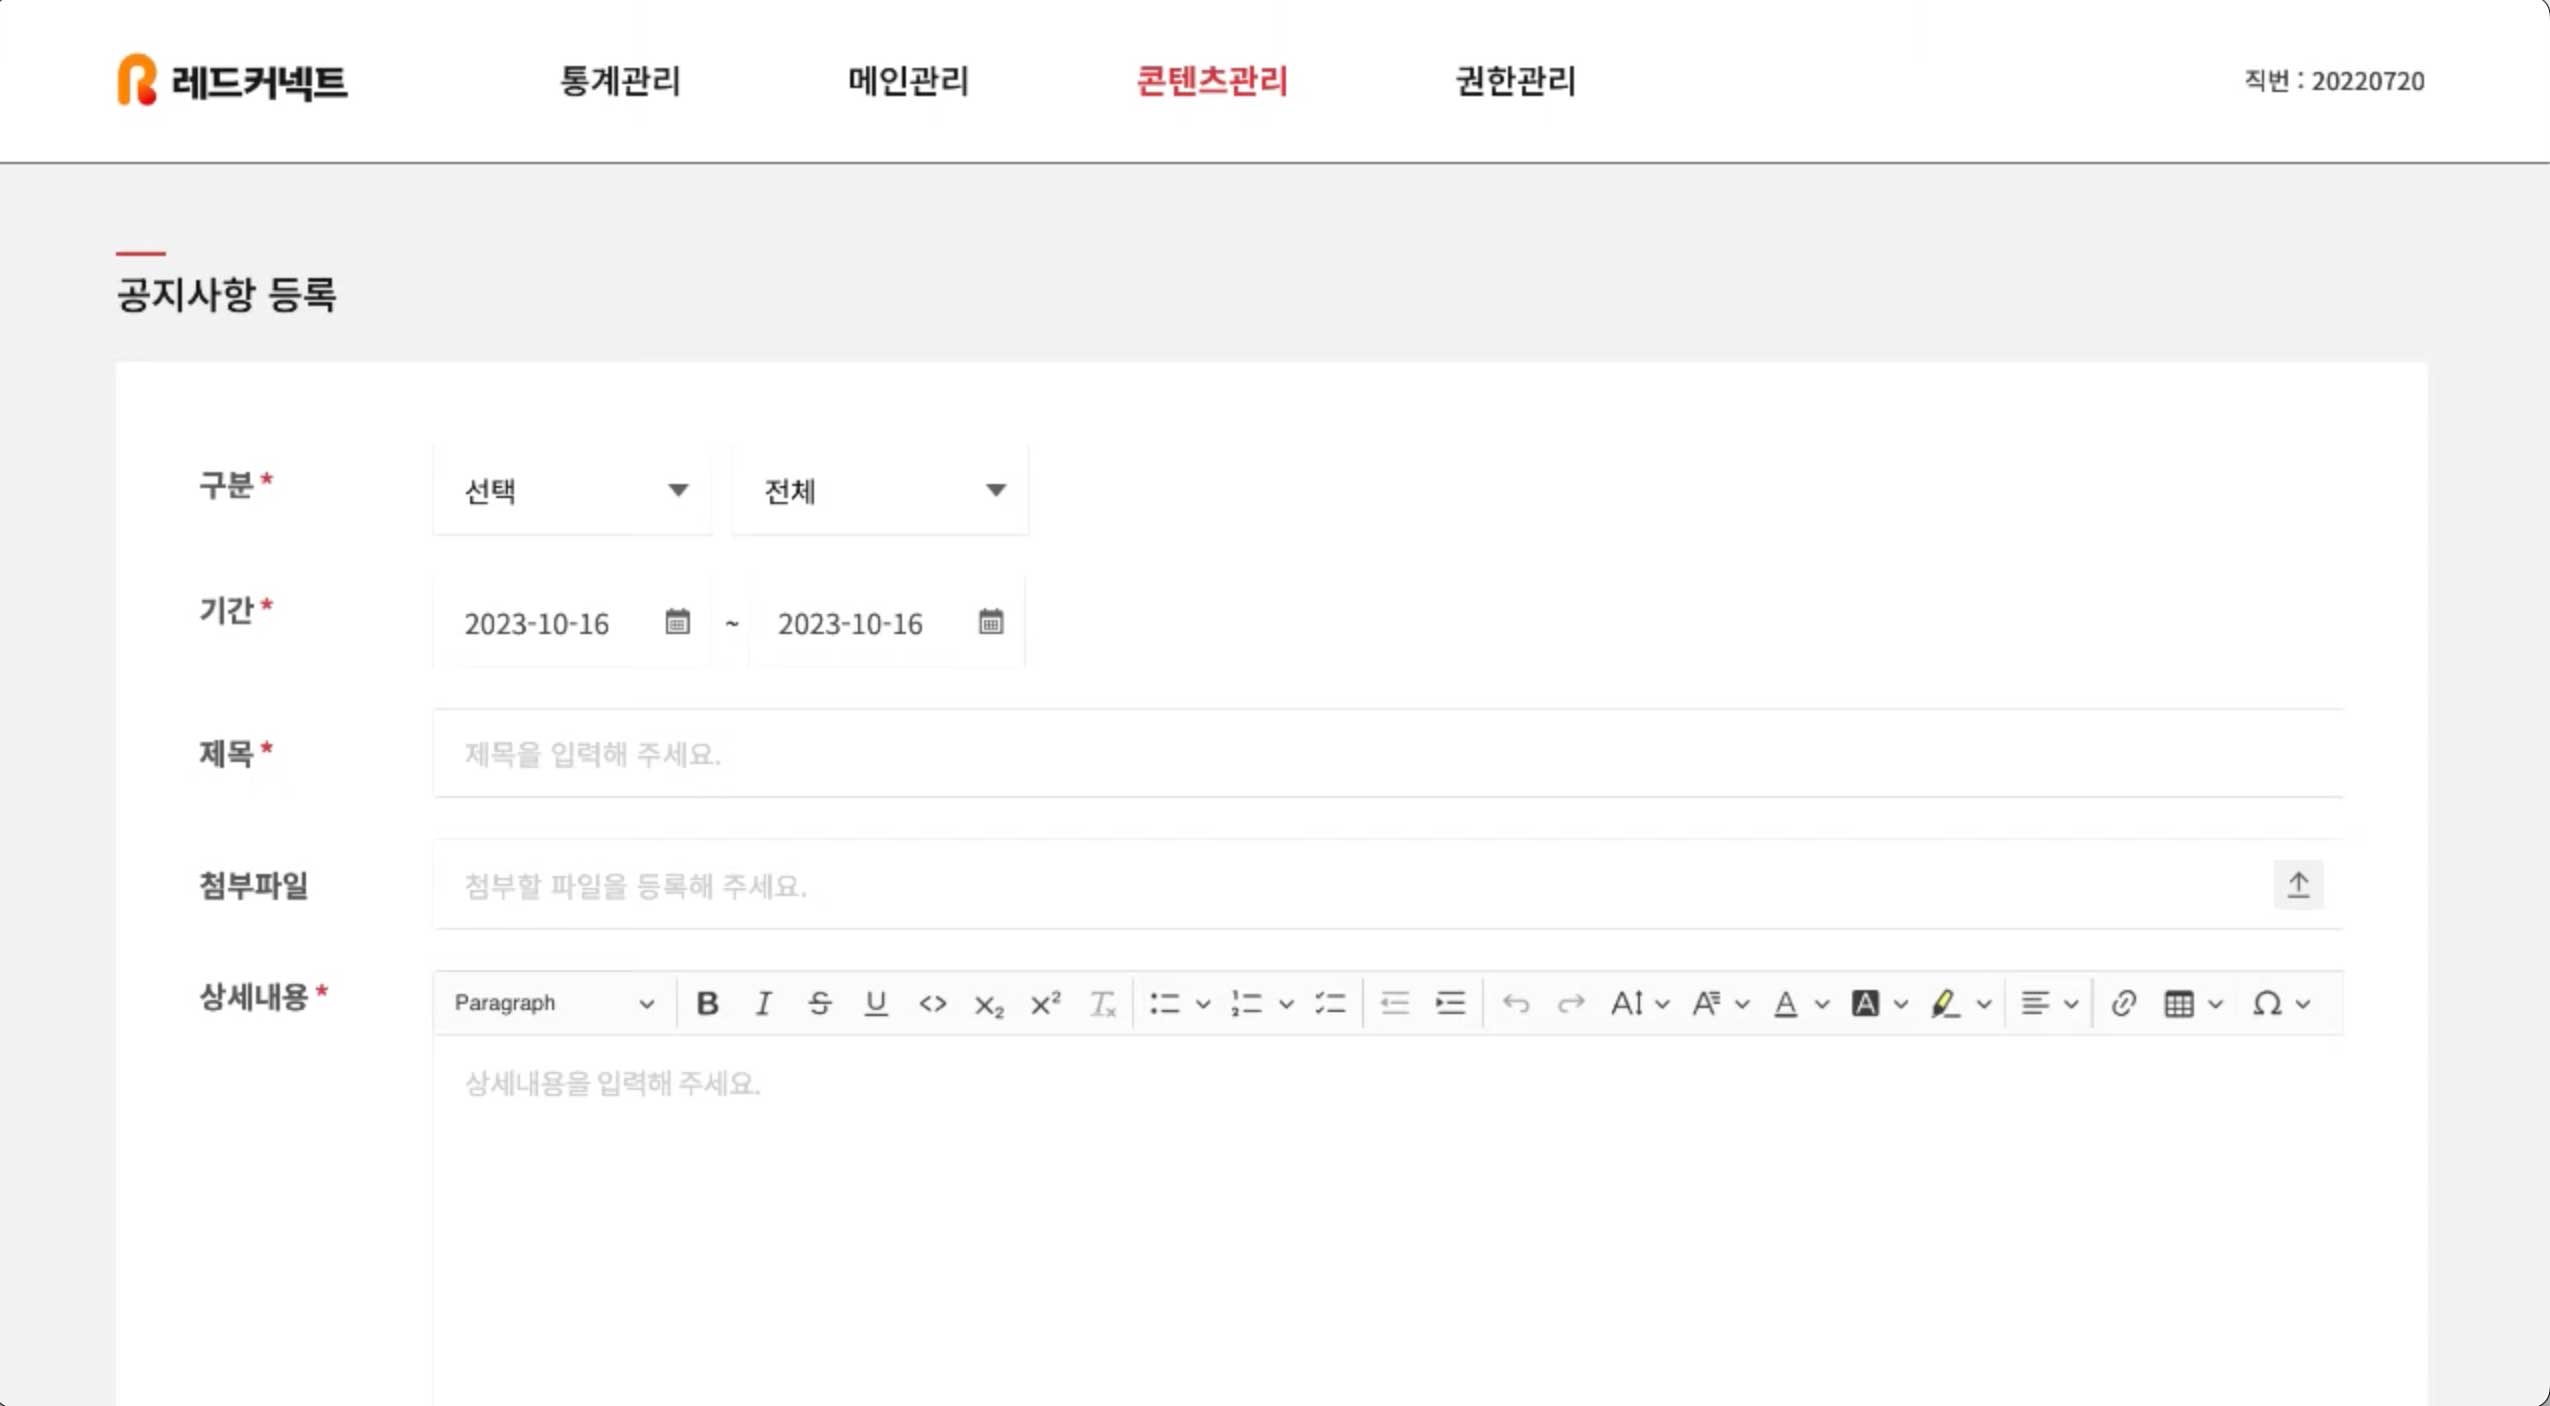 레드커넥트 통계관리 메인관리 콘텐츠관리 권한관리 직번 : 20220720
공지사항 등록
구분 * 선택 전체
기간 * 2023-10-16 ~ 2023-10-16
제목 * 제목을 입력해 주세요.
첨부파일 첨부할 파일을 등록해 주세요.
상세내용 * Paragraph
상세내용을 입력해 주세요.